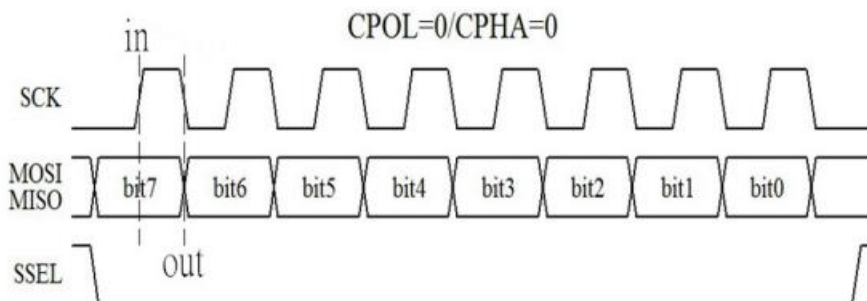 CPOL=0/CPHA=0
in
SCK
MOSI
MISO
bit7 bit6 bit5 bit4 bit3 bit2 bit1 bit0
out
SSEL